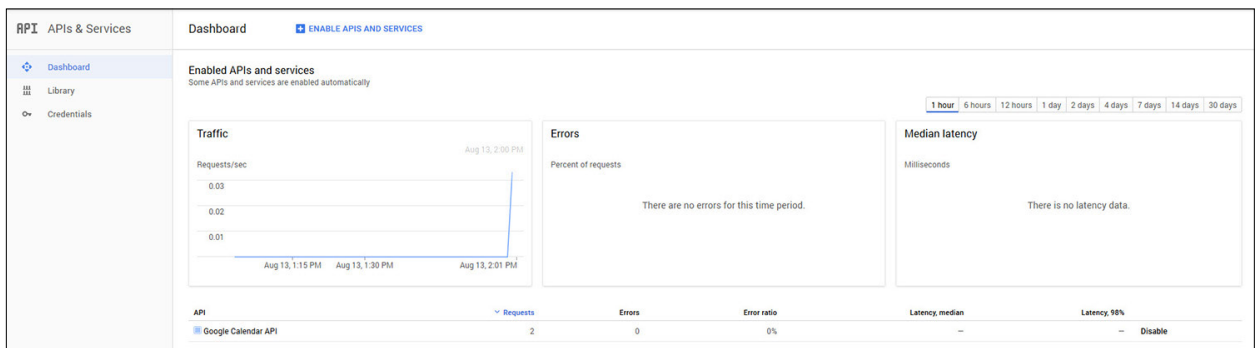 API APIs & Services
Dashboard
ENABLE APIS AND SERVICES
Dashboard
Library
Credentials
Enabled APIs and services
Some APIs and services are enabled automatically
1 hour 6 hours 12 hours 1 day 2 days 4 days 7 days 14 days 30 days
Traffic
Aug 13, 2:00 PM
Requests/sec
0.03
0.02
0.01
Aug 13, 1:15 PM Aug 13, 1:30 PM Aug 13, 2:01 PM
Errors
Percent of requests
There are no errors for this time period.
Median latency
Milliseconds
There is no latency data.
API Requests Errors Error ratio Latency, median Latency, 98%
Google Calendar API 2 0 0% — — Disable